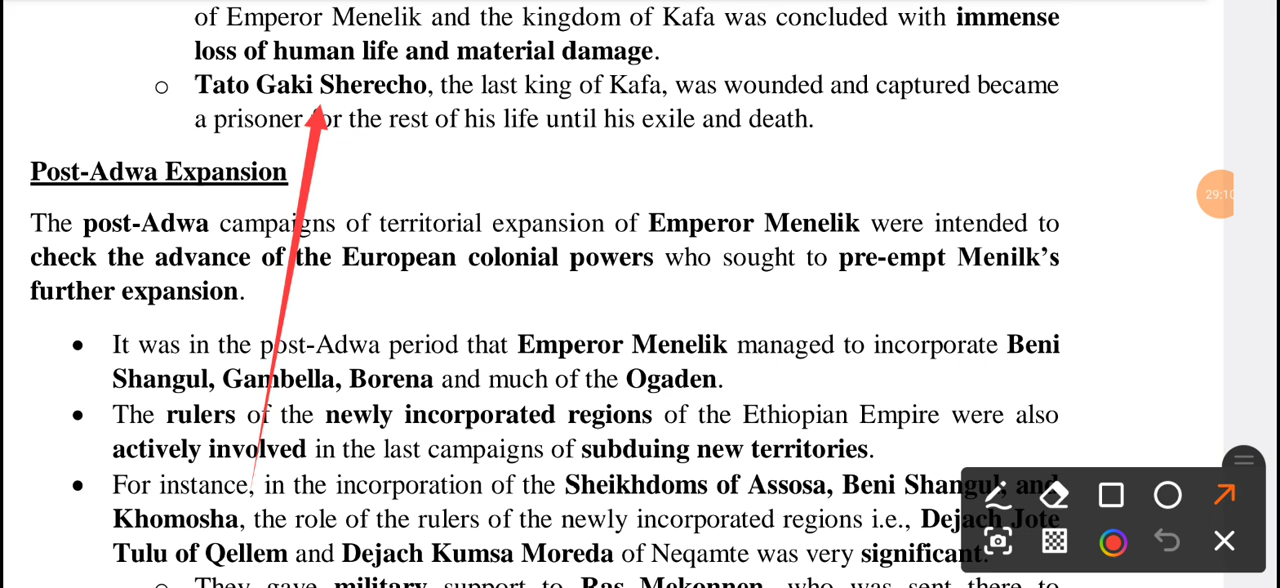 of Emperor Menelik and the kingdom of Kafa was concluded with immense
loss of human life and material damage.
o Tato Gaki Sherecho, the last king of Kafa, was wounded and captured became
a prisoner for the rest of his life until his exile and death.
Post-Adwa Expansion
The post-Adwa campaigns of territorial expansion of Emperor Menelik were intended to
check the advance of the European colonial powers who sought to pre-empt Menilk’s
further expansion.
• It was in the post-Adwa period that Emperor Menelik managed to incorporate Beni
Shangul, Gambella, Borena and much of the Ogaden.
• The rulers of the newly incorporated regions of the Ethiopian Empire were also
actively involved in the last campaigns of subduing new territories.
• For instance, in the incorporation of the Sheikhdoms of Assosa, Beni Shangul, and
Khomosha, the role of the rulers of the newly incorporated regions i.e., Dejach Jote
Tulu of Qellem and Dejach Kumsa Moreda of Neqamte was very significant.
o They gave military support to Ras Mekonnen, who was sent there to
29:10